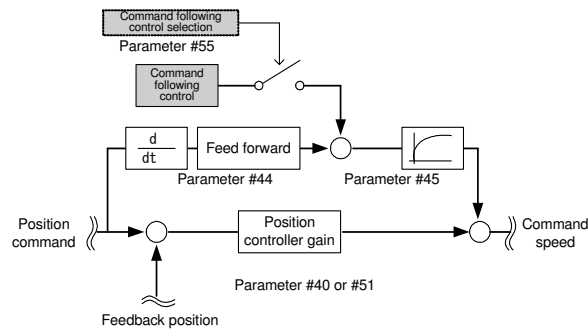 Command following
control selection
Parameter #55
Command
following
control
d
dt
Feed forward
Parameter #44
Parameter #45
Position
command
Position
controller gain
Command
speed
Parameter #40 or #51
Feedback position